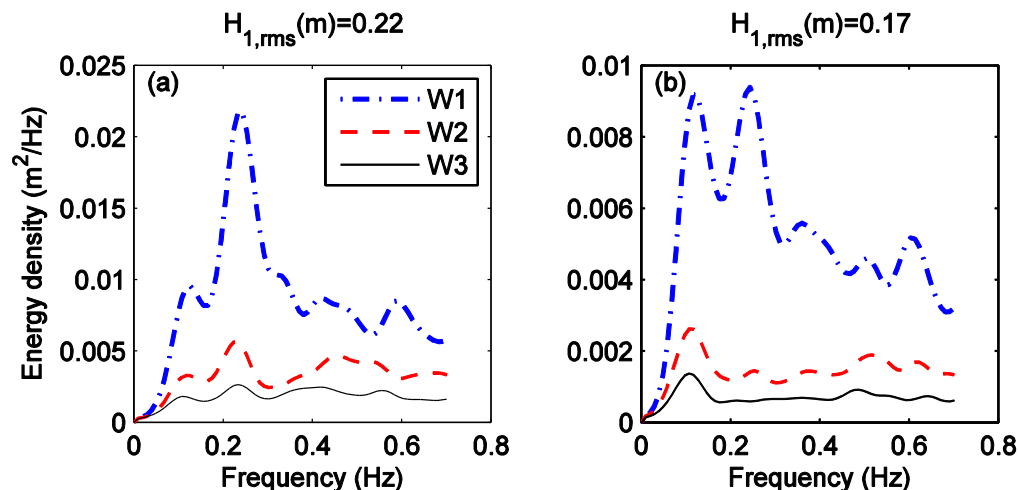 H1,rms(m)=0.22
H1,rms(m)=0.17
(a)
W1
W2
W3
Energy density (m²/Hz)
0.025
0.02
0.015
0.01
0.005
0
0 0.2 0.4 0.6 0.8
Frequency (Hz)
(b)
0.01
0.008
0.006
0.004
0.002
0
0 0.2 0.4 0.6 0.8
Frequency (Hz)